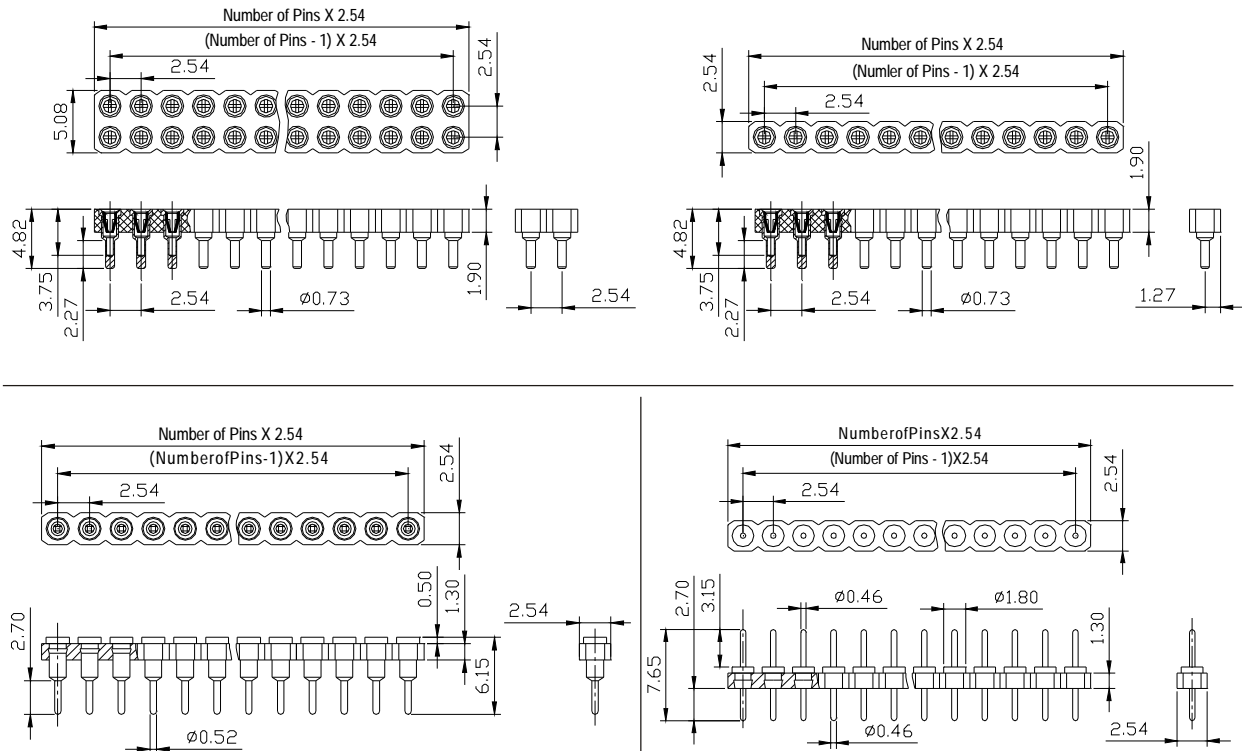 Number of Pins X 2.54
(Number of Pins - 1) X 2.54
2.54
2.54
5.08
4.82
3.75
2.27
2.54
Ø0.73
1.90
2.54
Number of Pins X 2.54
(Numler of Pins - 1) X 2.54
2.54
2.54
1.90
4.82
3.75
2.27
2.54
Ø0.73
1.27
Number of Pins X 2.54
(NumberofPins-1)X2.54
2.54
2.54
2.70
0.50
1.30
6.15
2.54
Ø0.52
NumberofPinsX2.54
(Number of Pins - 1)X2.54
2.54
2.54
7.65
2.70
3.15
Ø0.46
Ø1.80
1.30
Ø0.46
2.54